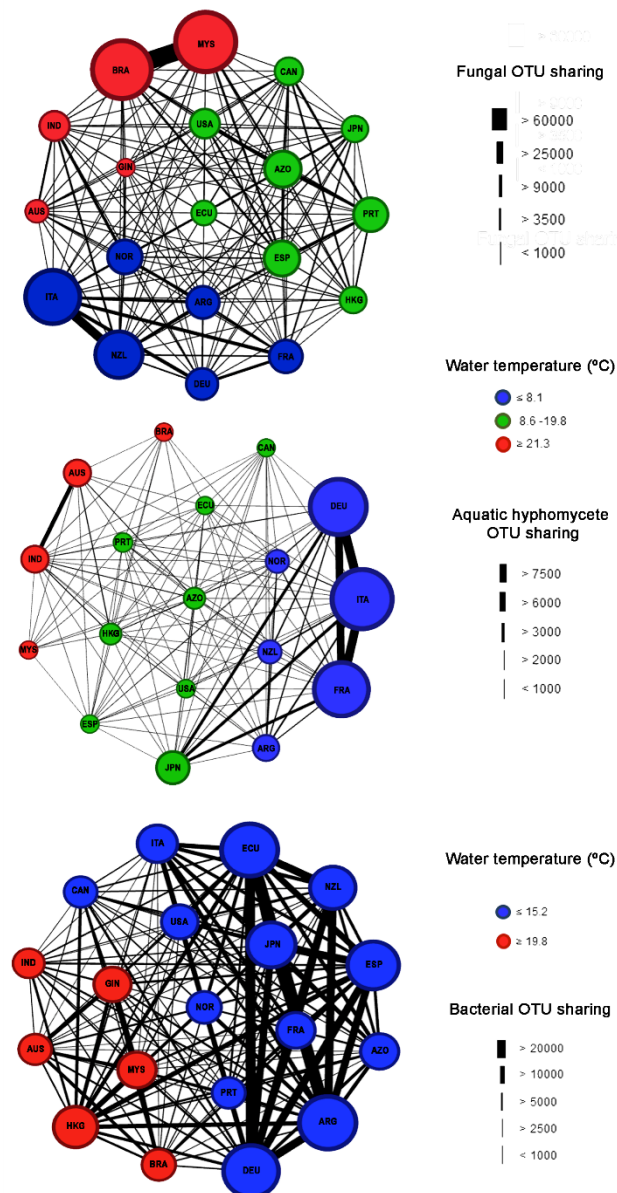 Fungal OTU sharing
> 60000
> 25000
> 9000
> 3500
< 1000
MYS
BRA
CAN
IND
USA
JPN
GIN
AZO
AUS
ECU
PRT
NOR
ESP
ITA
ARG
HKG
NZL
FRA
DEU
Water temperature (ºC)
≤ 8.1
8.6 -19.8
≥ 21.3
BRA
CAN
AUS
ECU
DEU
PRT
IND
NOR
AZO
ITA
HKG
MYS
NZL
USA
FRA
ESP
ARG
JPN
Aquatic hyphomycete
OTU sharing
> 7500
> 6000
> 3000
> 2000
< 1000
ITA
ECU
CAN
NZL
USA
JPN
IND
ESP
GIN
NOR
FRA
AUS
AZO
MYS
PRT
HKG
ARG
BRA
DEU
Water temperature (ºC)
≤ 15.2
≥ 19.8
Bacterial OTU sharing
> 20000
> 10000
> 5000
> 2500
< 1000